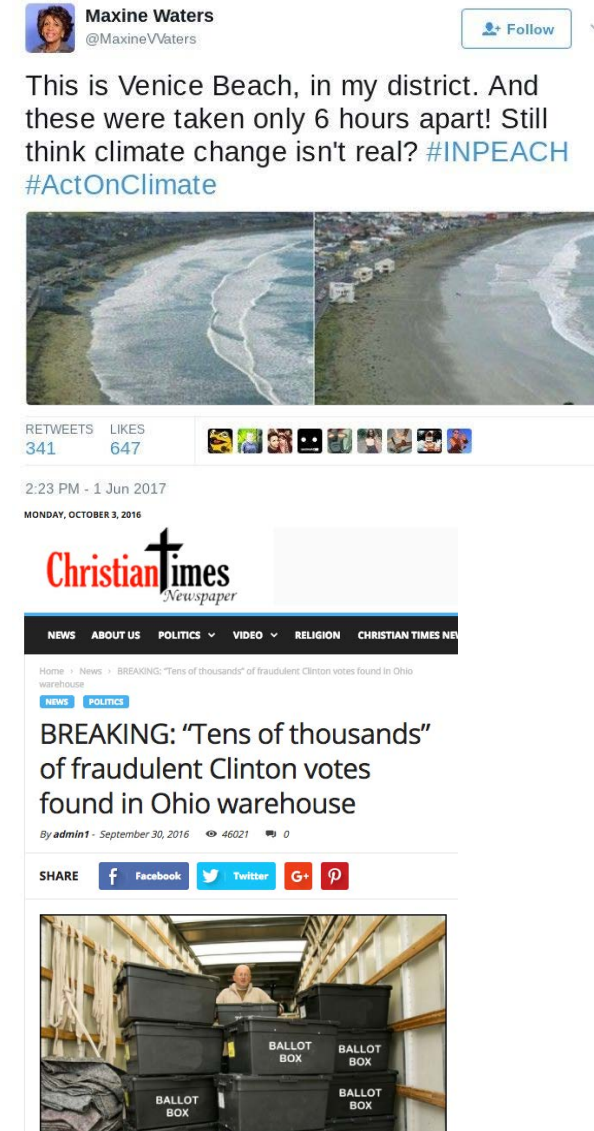 Maxine Waters
@MaxineVVaters
Follow
This is Venice Beach, in my district. And
these were taken only 6 hours apart! Still
think climate change isn't real? #INPEACH
#ActOnClimate
RETWEETS LIKES
341 647
2:23 PM - 1 Jun 2017
MONDAY, OCTOBER 3, 2016
ChristianTimes
Newspaper
NEWS ABOUT US POLITICS VIDEO RELIGION CHRISTIAN TIMES NEW
Home > News > BREAKING: "Tens of thousands" of fraudulent Clinton votes found in Ohio
warehouse
NEWS POLITICS
BREAKING: “Tens of thousands”
of fraudulent Clinton votes
found in Ohio warehouse
By admin1 - September 30, 2016 46021 0
SHARE Facebook Twitter G+
BALLOT
BOX
BALLOT
BOX
BALLOT
BOX
BALLOT
BOX